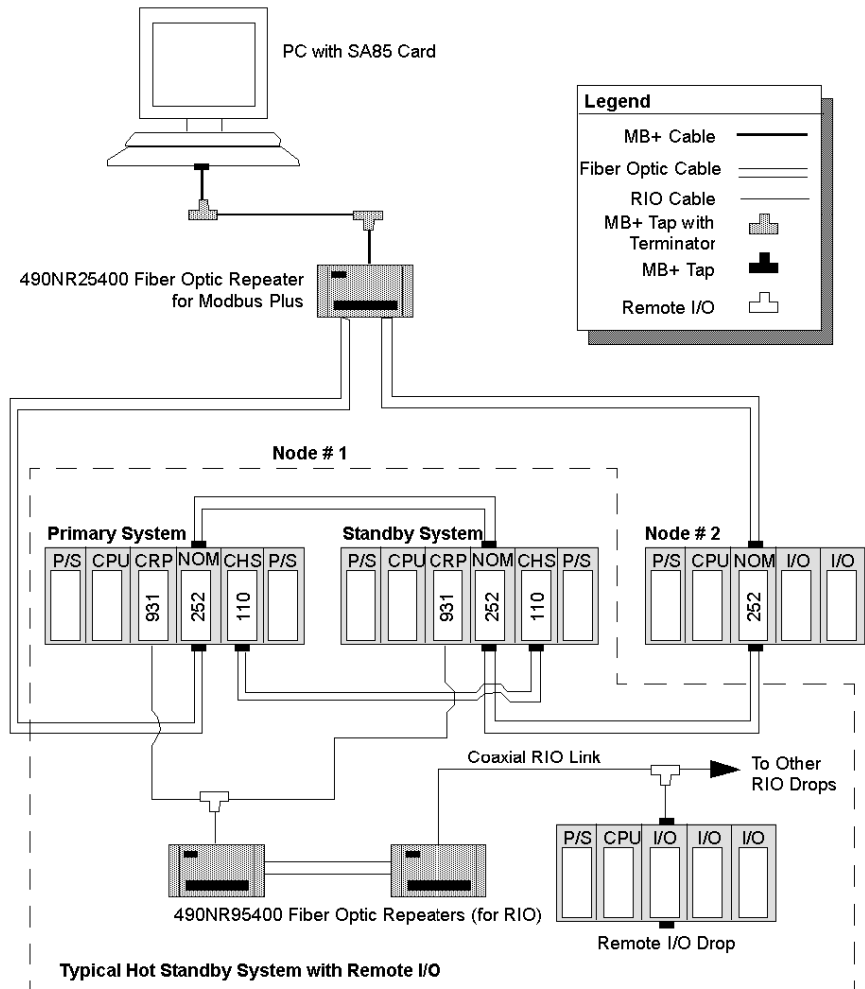 PC with SA85 Card
Legend
MB+ Cable
Fiber Optic Cable
RIO Cable
MB+ Tap with
Terminator
MB+ Tap
Remote I/O
490NR25400 Fiber Optic Repeater
for Modbus Plus
Node # 1
Primary System
Standby System
Node # 2
P/S CPU CRP NOM CHS P/S
P/S CPU CRP NOM CHS P/S
P/S CPU NOM I/O I/O
931 252 110
931 252 110
252
Coaxial RIO Link
To Other
RIO Drops
P/S CPU I/O I/O I/O
490NR95400 Fiber Optic Repeaters (for RIO)
Remote I/O Drop
Typical Hot Standby System with Remote I/O